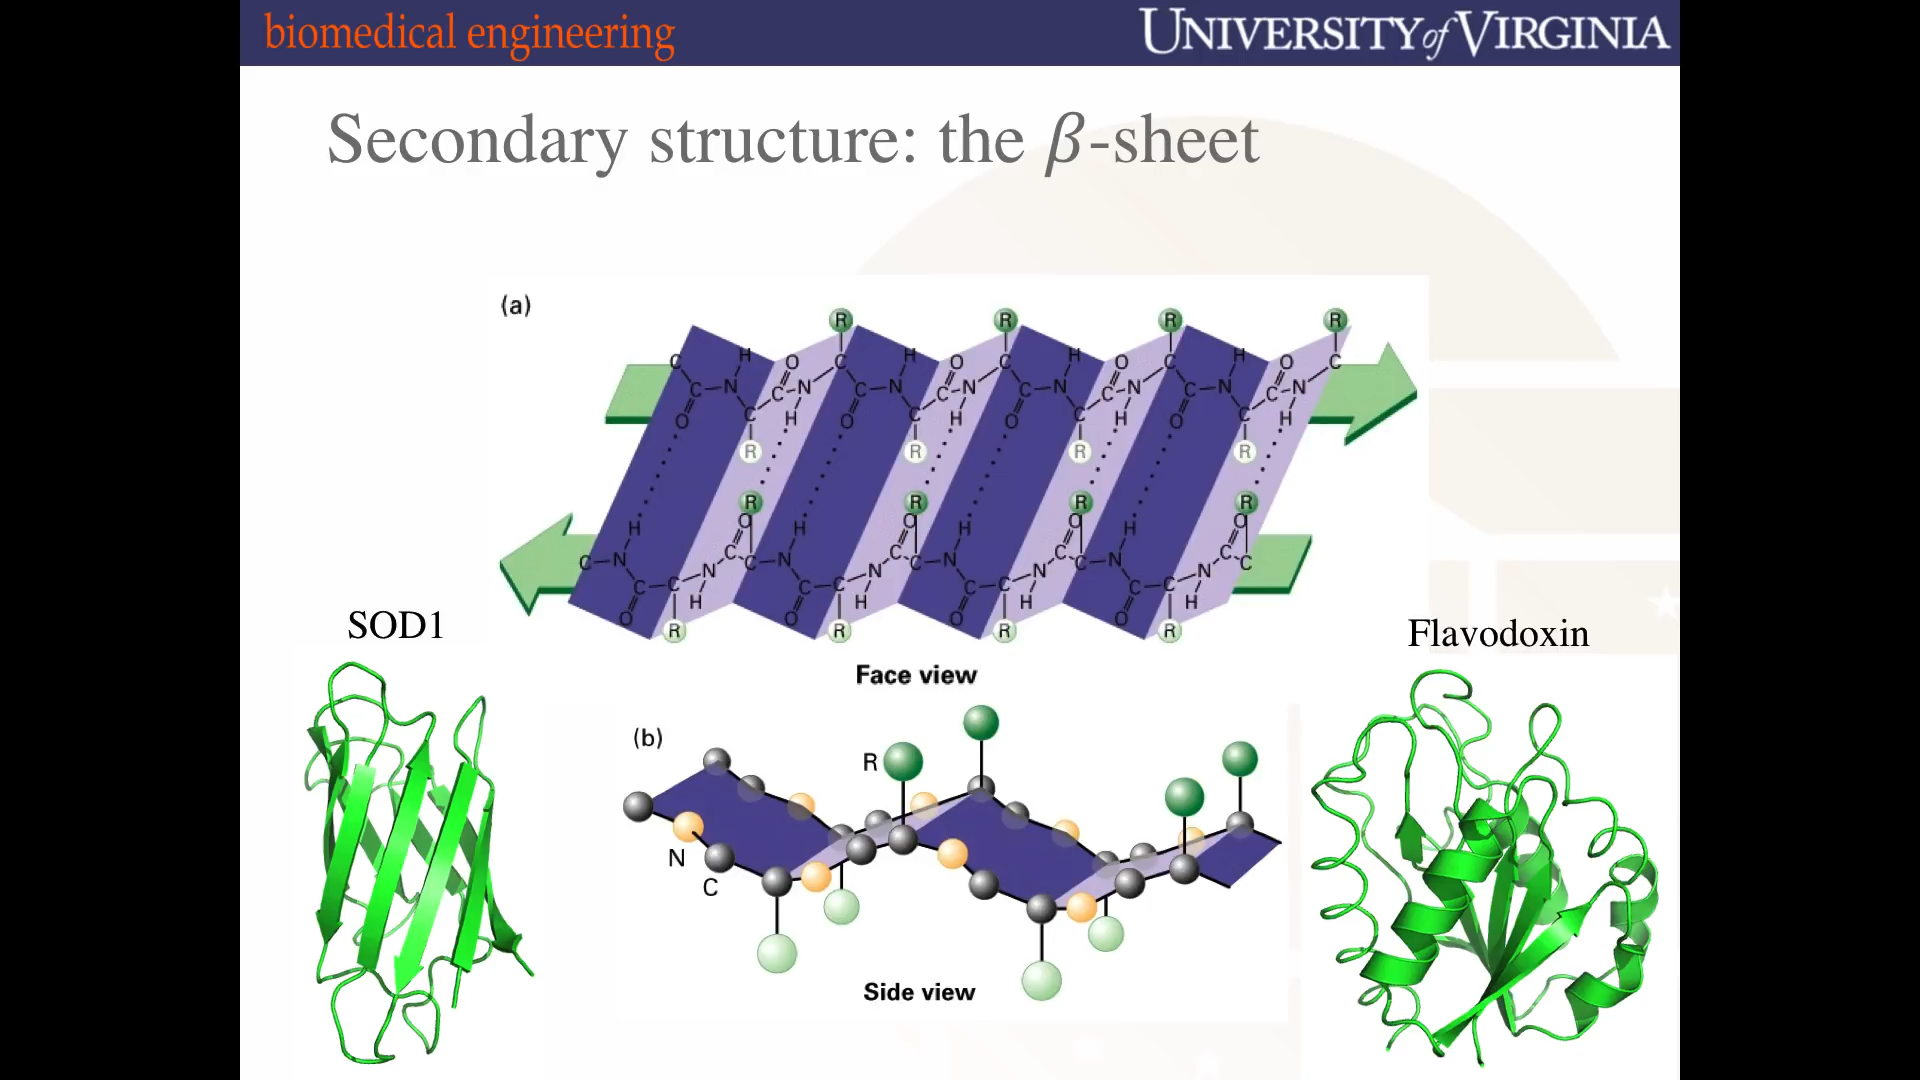 biomedical engineering
UNIVERSITY of VIRGINIA
Secondary structure: the β-sheet
(a)
R R R R
C H O C H O C H O C H O C
C N C N C N C N C N C N C N C N
O C H O C H O C H O C H
R R R R
R R R R
H O H O H O H O
C N C N C N C N C N C N C N C
C C N C C N C C N C C N
O H O H O H O H
R R R R
Face view
SOD1
Flavodoxin
(b)
R
N
C
Side view